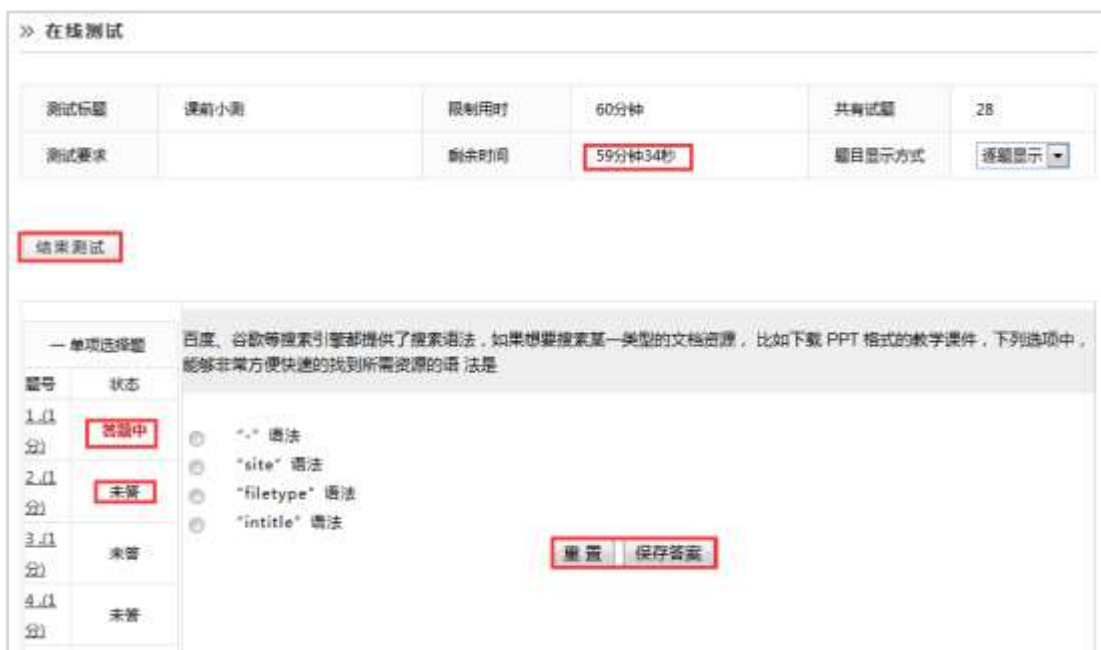 » 在线测试
测试标题 课前小测 限制用时 60分钟 共有试题 28
测试要求 剩余时间 59分钟34秒 题目显示方式 逐题显示
结束测试
一 单项选择题
题号 状态
1 .(1分) 答题中
2 .(1分) 未答
3 .(1分) 未答
4 .(1分) 未答
百度、谷歌等搜索引擎都提供了搜索语法，如果想要搜索某一类型的文档资源， 比如下载 PPT 格式的教学课件，下列选项中，
能够非常方便快速的找到所需资源的语 法是
"-" 语法
"site" 语法
"filetype" 语法
"intitle" 语法
重 置 保存答案